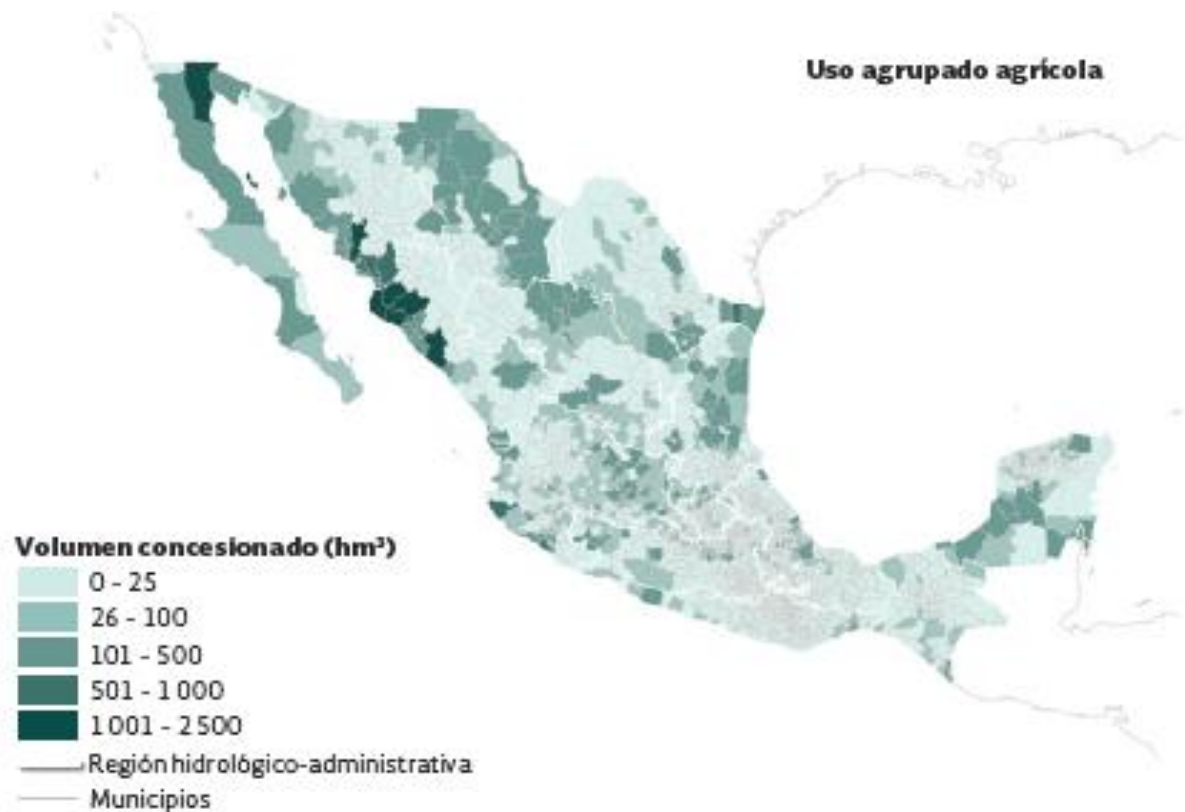 Uso agrupado agrícola
Volumen concesionado (hm³)
0 - 25
26 - 100
101 - 500
501 - 1 000
1 001 - 2 500
Región hidrológico-administrativa
Municipios